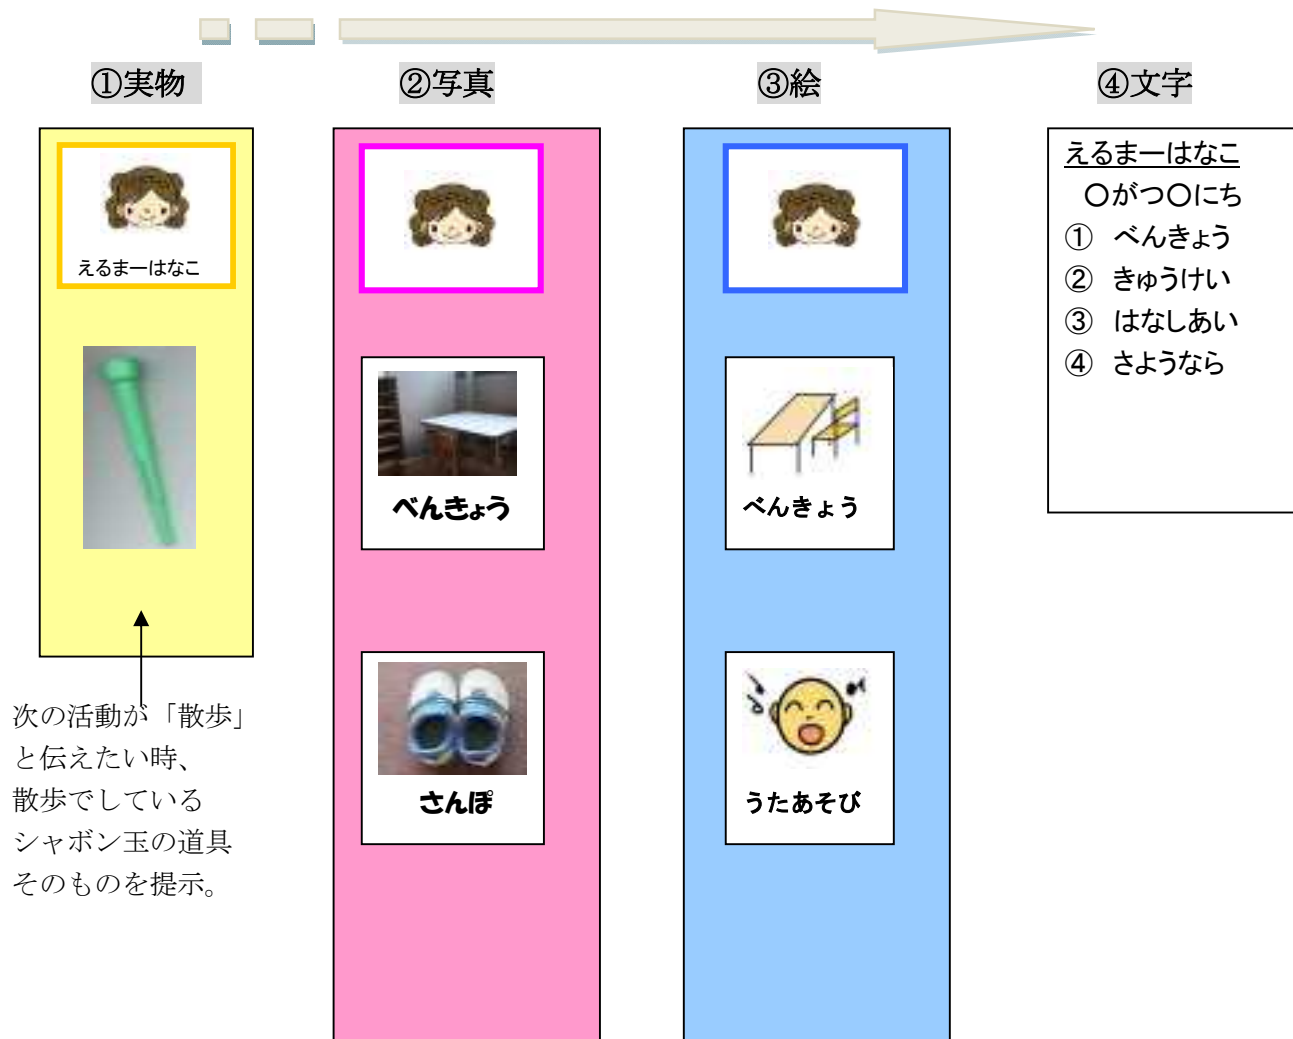 ①実物
②写真
③絵
④文字
えるまーはなこ
次の活動が「散歩」
と伝えたい時、
散歩でしている
シャボン玉の道具
そのものを提示。
べんきょう
さんぽ
べんきょう
うたあそび
えるまーはなこ
〇がつ〇にち
① べんきょう
② きゅうけい
③ はなしあい
④ さようなら